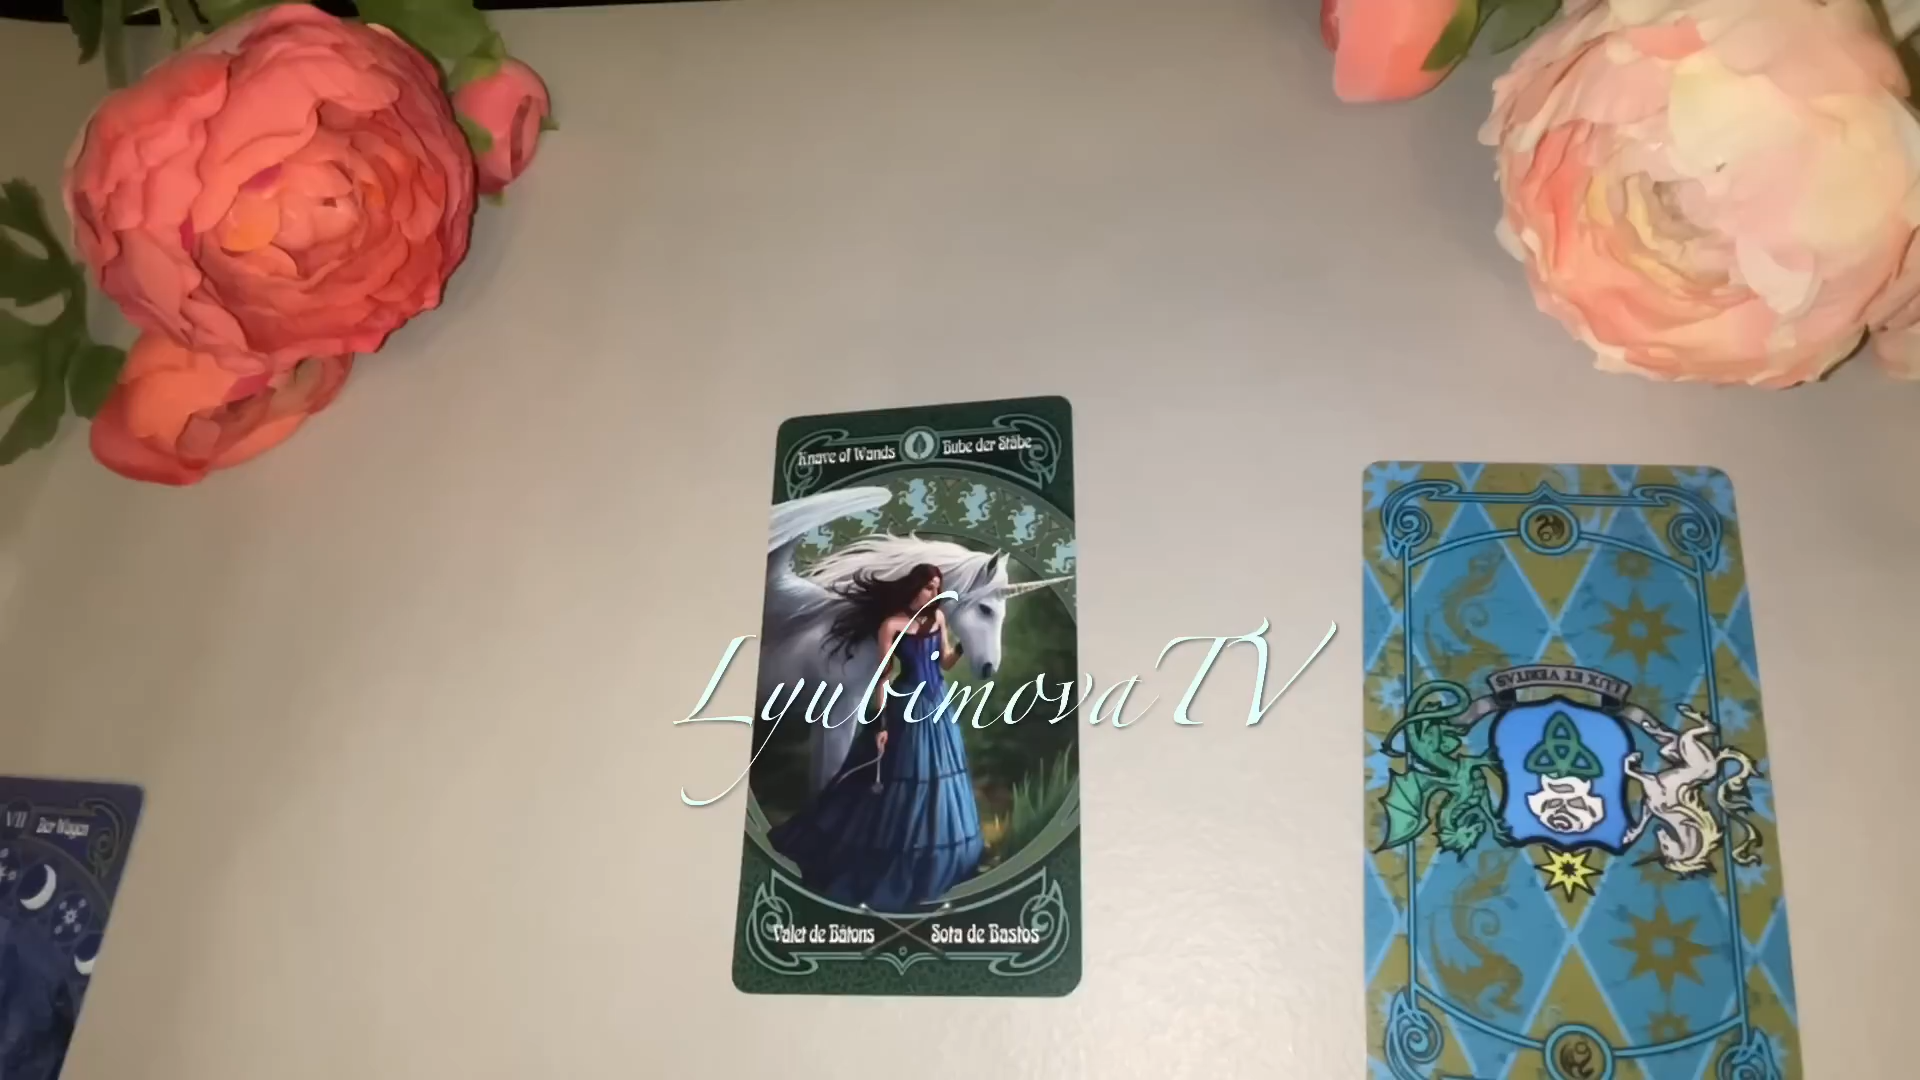 Knave of Wands Bube der Stäbe
LyubimovaTV
LUX ET VERITAS
VII Der Wagen
Valet de Bâtons Sota de Bastos